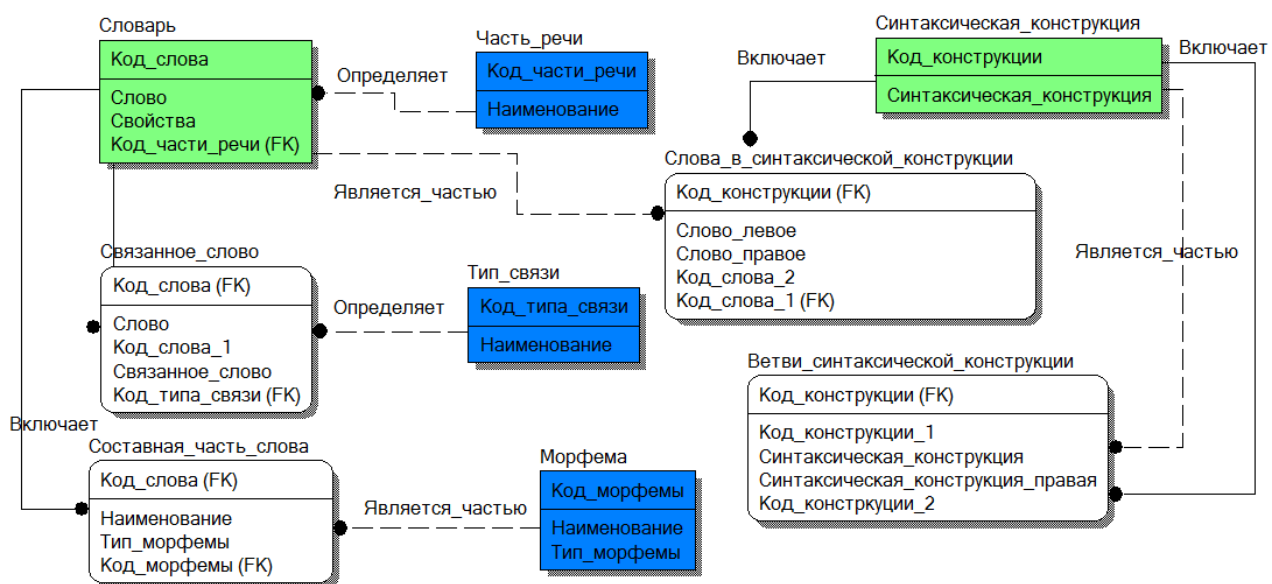 Словарь
Код_слова
Слово
Свойства
Код_части_речи (FK)
Определяет
Часть_речи
Код_части_речи
Наименование
Включает
Синтаксическая_конструкция
Код_конструкции
Синтаксическая_конструкция
Включает
Является_частью
Слова_в_синтаксической_конструкции
Код_конструкции (FK)
Слово_левое
Слово_правое
Код_слова_2
Код_слова_1 (FK)
Является_частью
Связанное_слово
Код_слова (FK)
Слово
Код_слова_1
Связанное_слово
Код_типа_связи (FK)
Определяет
Тип_связи
Код_типа_связи
Наименование
Ветви_синтаксической_конструкции
Код_конструкции (FK)
Код_конструкции_1
Синтаксическая_конструкция
Синтаксическая_конструкция_правая
Код_констркуции_2
Включает
Составная_часть_слова
Код_слова (FK)
Наименование
Тип_морфемы
Код_морфемы (FK)
Является_частью
Морфема
Код_морфемы
Наименование
Тип_морфемы